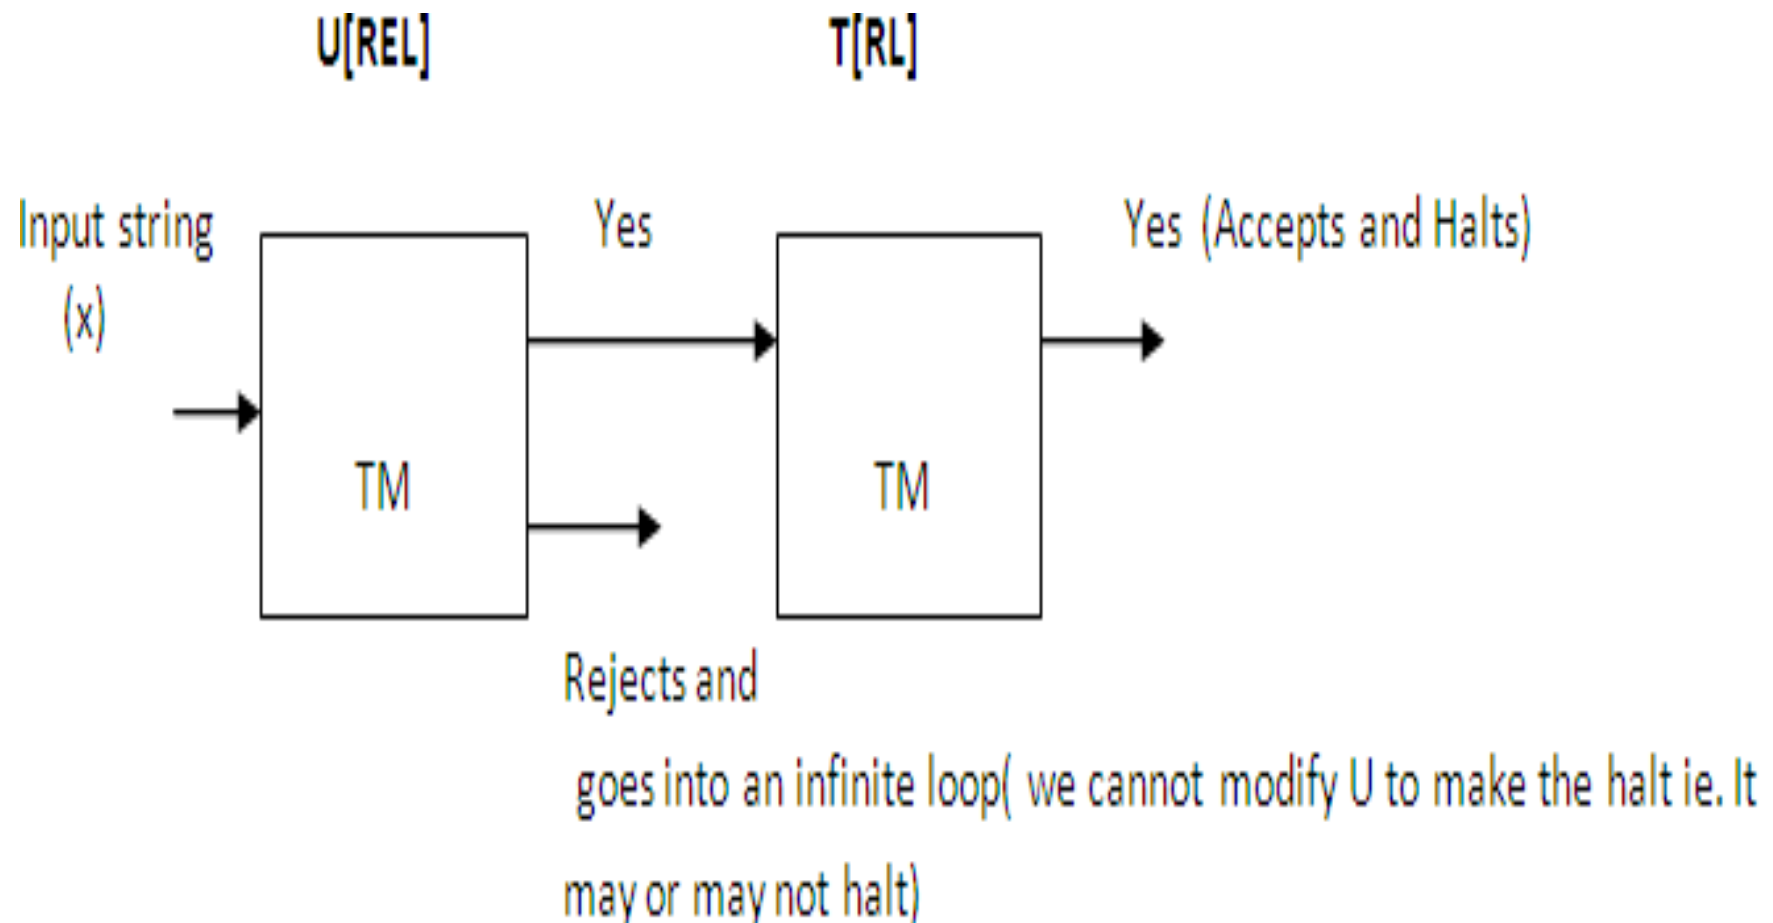 U[REL]
T[RL]
Input string
(x)
Yes
Yes (Accepts and Halts)
TM
TM
Rejects and
goes into an infinite loop( we cannot modify U to make the halt ie. It
may or may not halt)